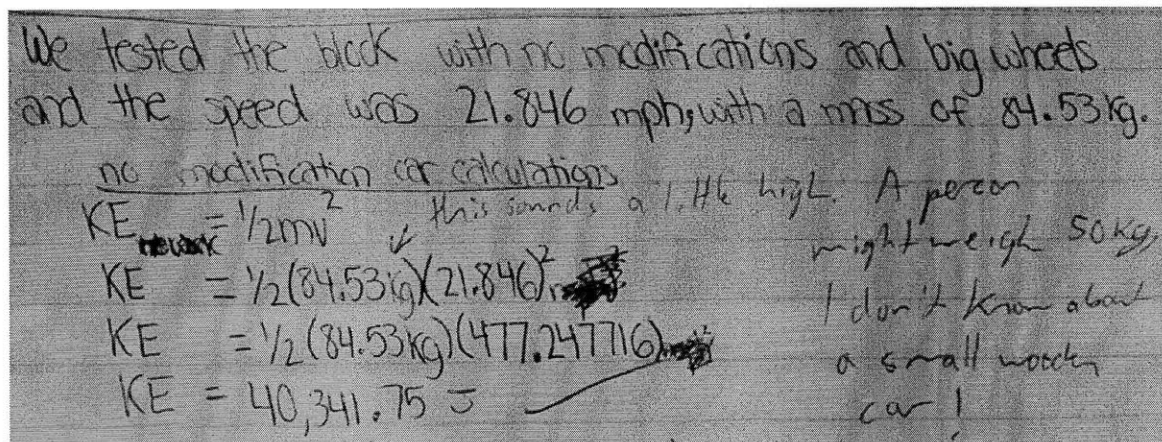 We tested the block with no modifications and big wheels
and the speed was 21.846 mph, with a mass of 84.53kg.
no modification car calculations
this sounds a little high. A person
might weigh 50 kg,
I don't know about
a small wooden
car!
KE = 1/2mv²
KE = 1/2(84.53kg)(21.846)²
KE = 1/2(84.53kg)(477.247716)
KE = 40,341.75 J